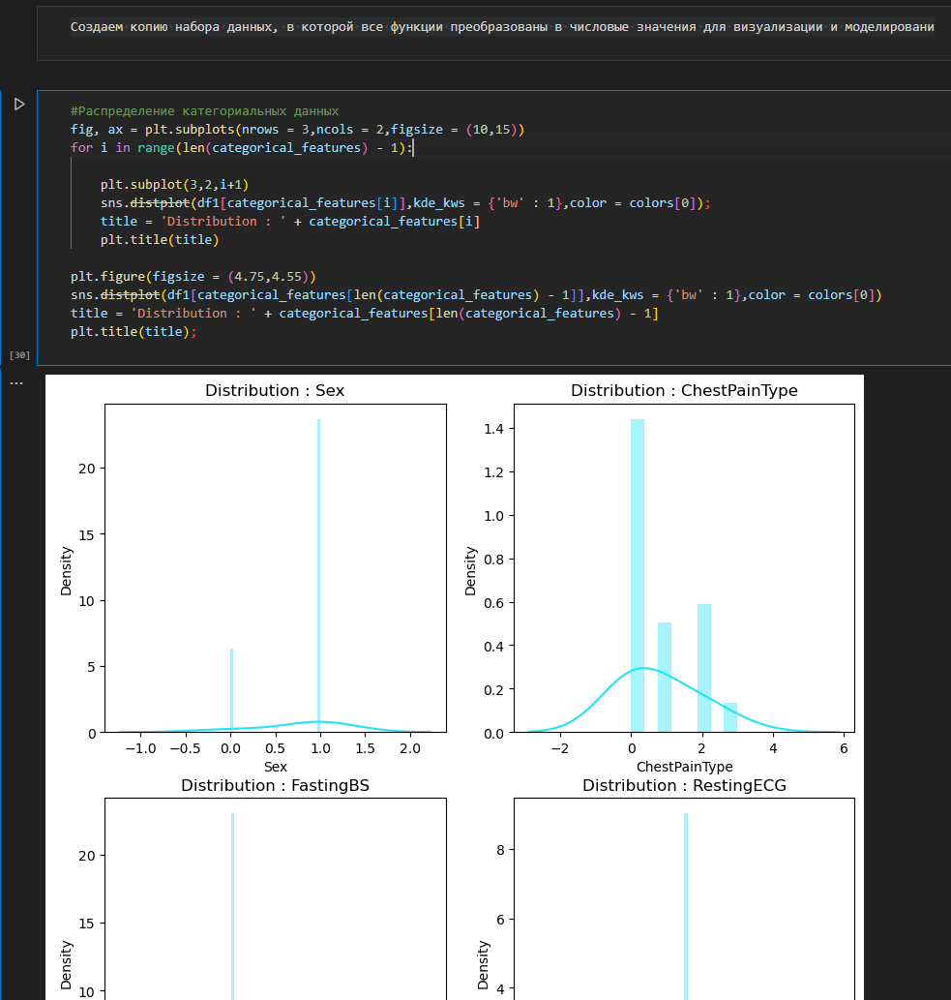 Создаем копию набора данных, в которой все функции преобразованы в числовые значения для визуализации и моделировани
#Распределение категориальных данных
fig, ax = plt.subplots(nrows = 3,ncols = 2,figsize = (10,15))
for i in range(len(categorical_features) - 1):
plt.subplot(3,2,i+1)
sns.distplot(df1[categorical_features[i]],kde_kws = {'bw' : 1},color = colors[0]);
title = 'Distribution : ' + categorical_features[i]
plt.title(title)
plt.figure(figsize = (4.75,4.55))
sns.distplot(df1[categorical_features[len(categorical_features) - 1]],kde_kws = {'bw' : 1},color = colors[0])
title = 'Distribution : ' + categorical_features[len(categorical_features) - 1]
plt.title(title);
[30]
...
Distribution : Sex
20
15
10
5
0
Density
−1.0 −0.5 0.0 0.5 1.0 1.5 2.0
Sex
Distribution : ChestPainType
1.4
1.2
1.0
0.8
0.6
0.4
0.2
0.0
Density
−2 0 2 4 6
ChestPainType
Distribution : FastingBS
20
15
10
Density
Distribution : RestingECG
8
6
4
Density